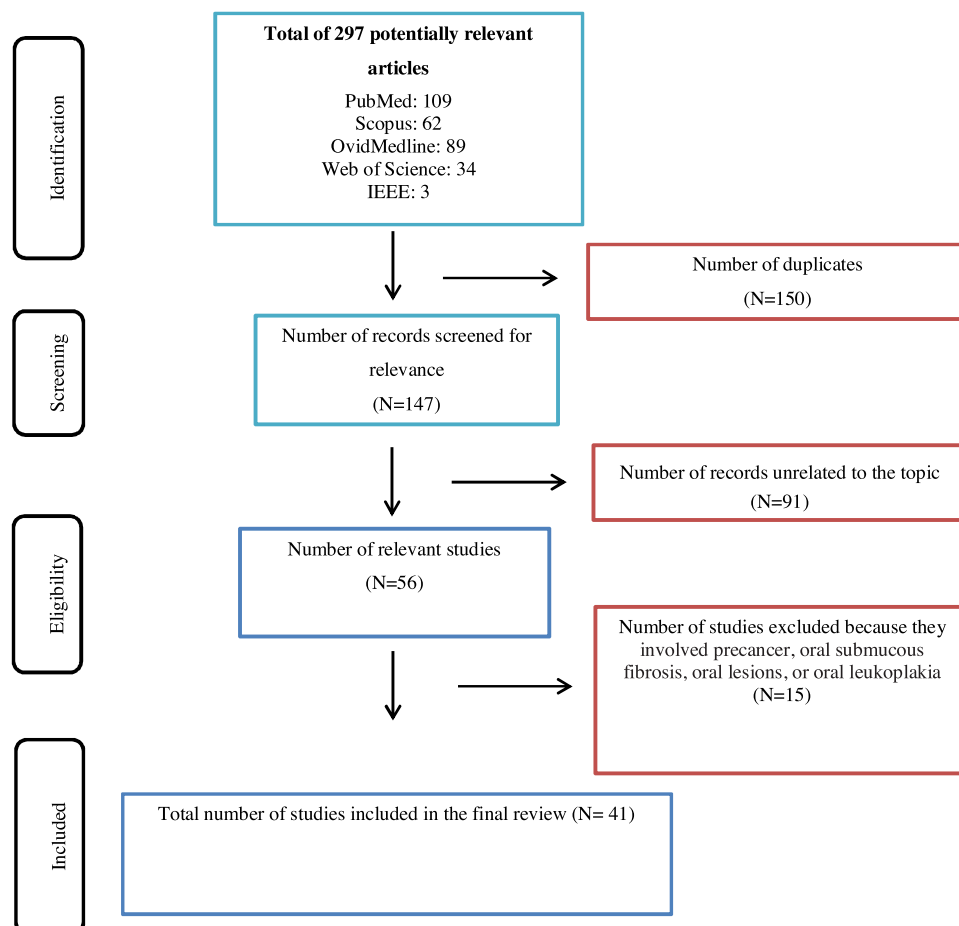 Identification
Total of 297 potentially relevant
articles
PubMed: 109
Scopus: 62
OvidMedline: 89
Web of Science: 34
IEEE: 3
Number of duplicates
(N=150)
Screening
Number of records screened for
relevance
(N=147)
Number of records unrelated to the topic
(N=91)
Eligibility
Number of relevant studies
(N=56)
Number of studies excluded because they
involved precancer, oral submucous
fibrosis, oral lesions, or oral leukoplakia
(N=15)
Included
Total number of studies included in the final review (N= 41)